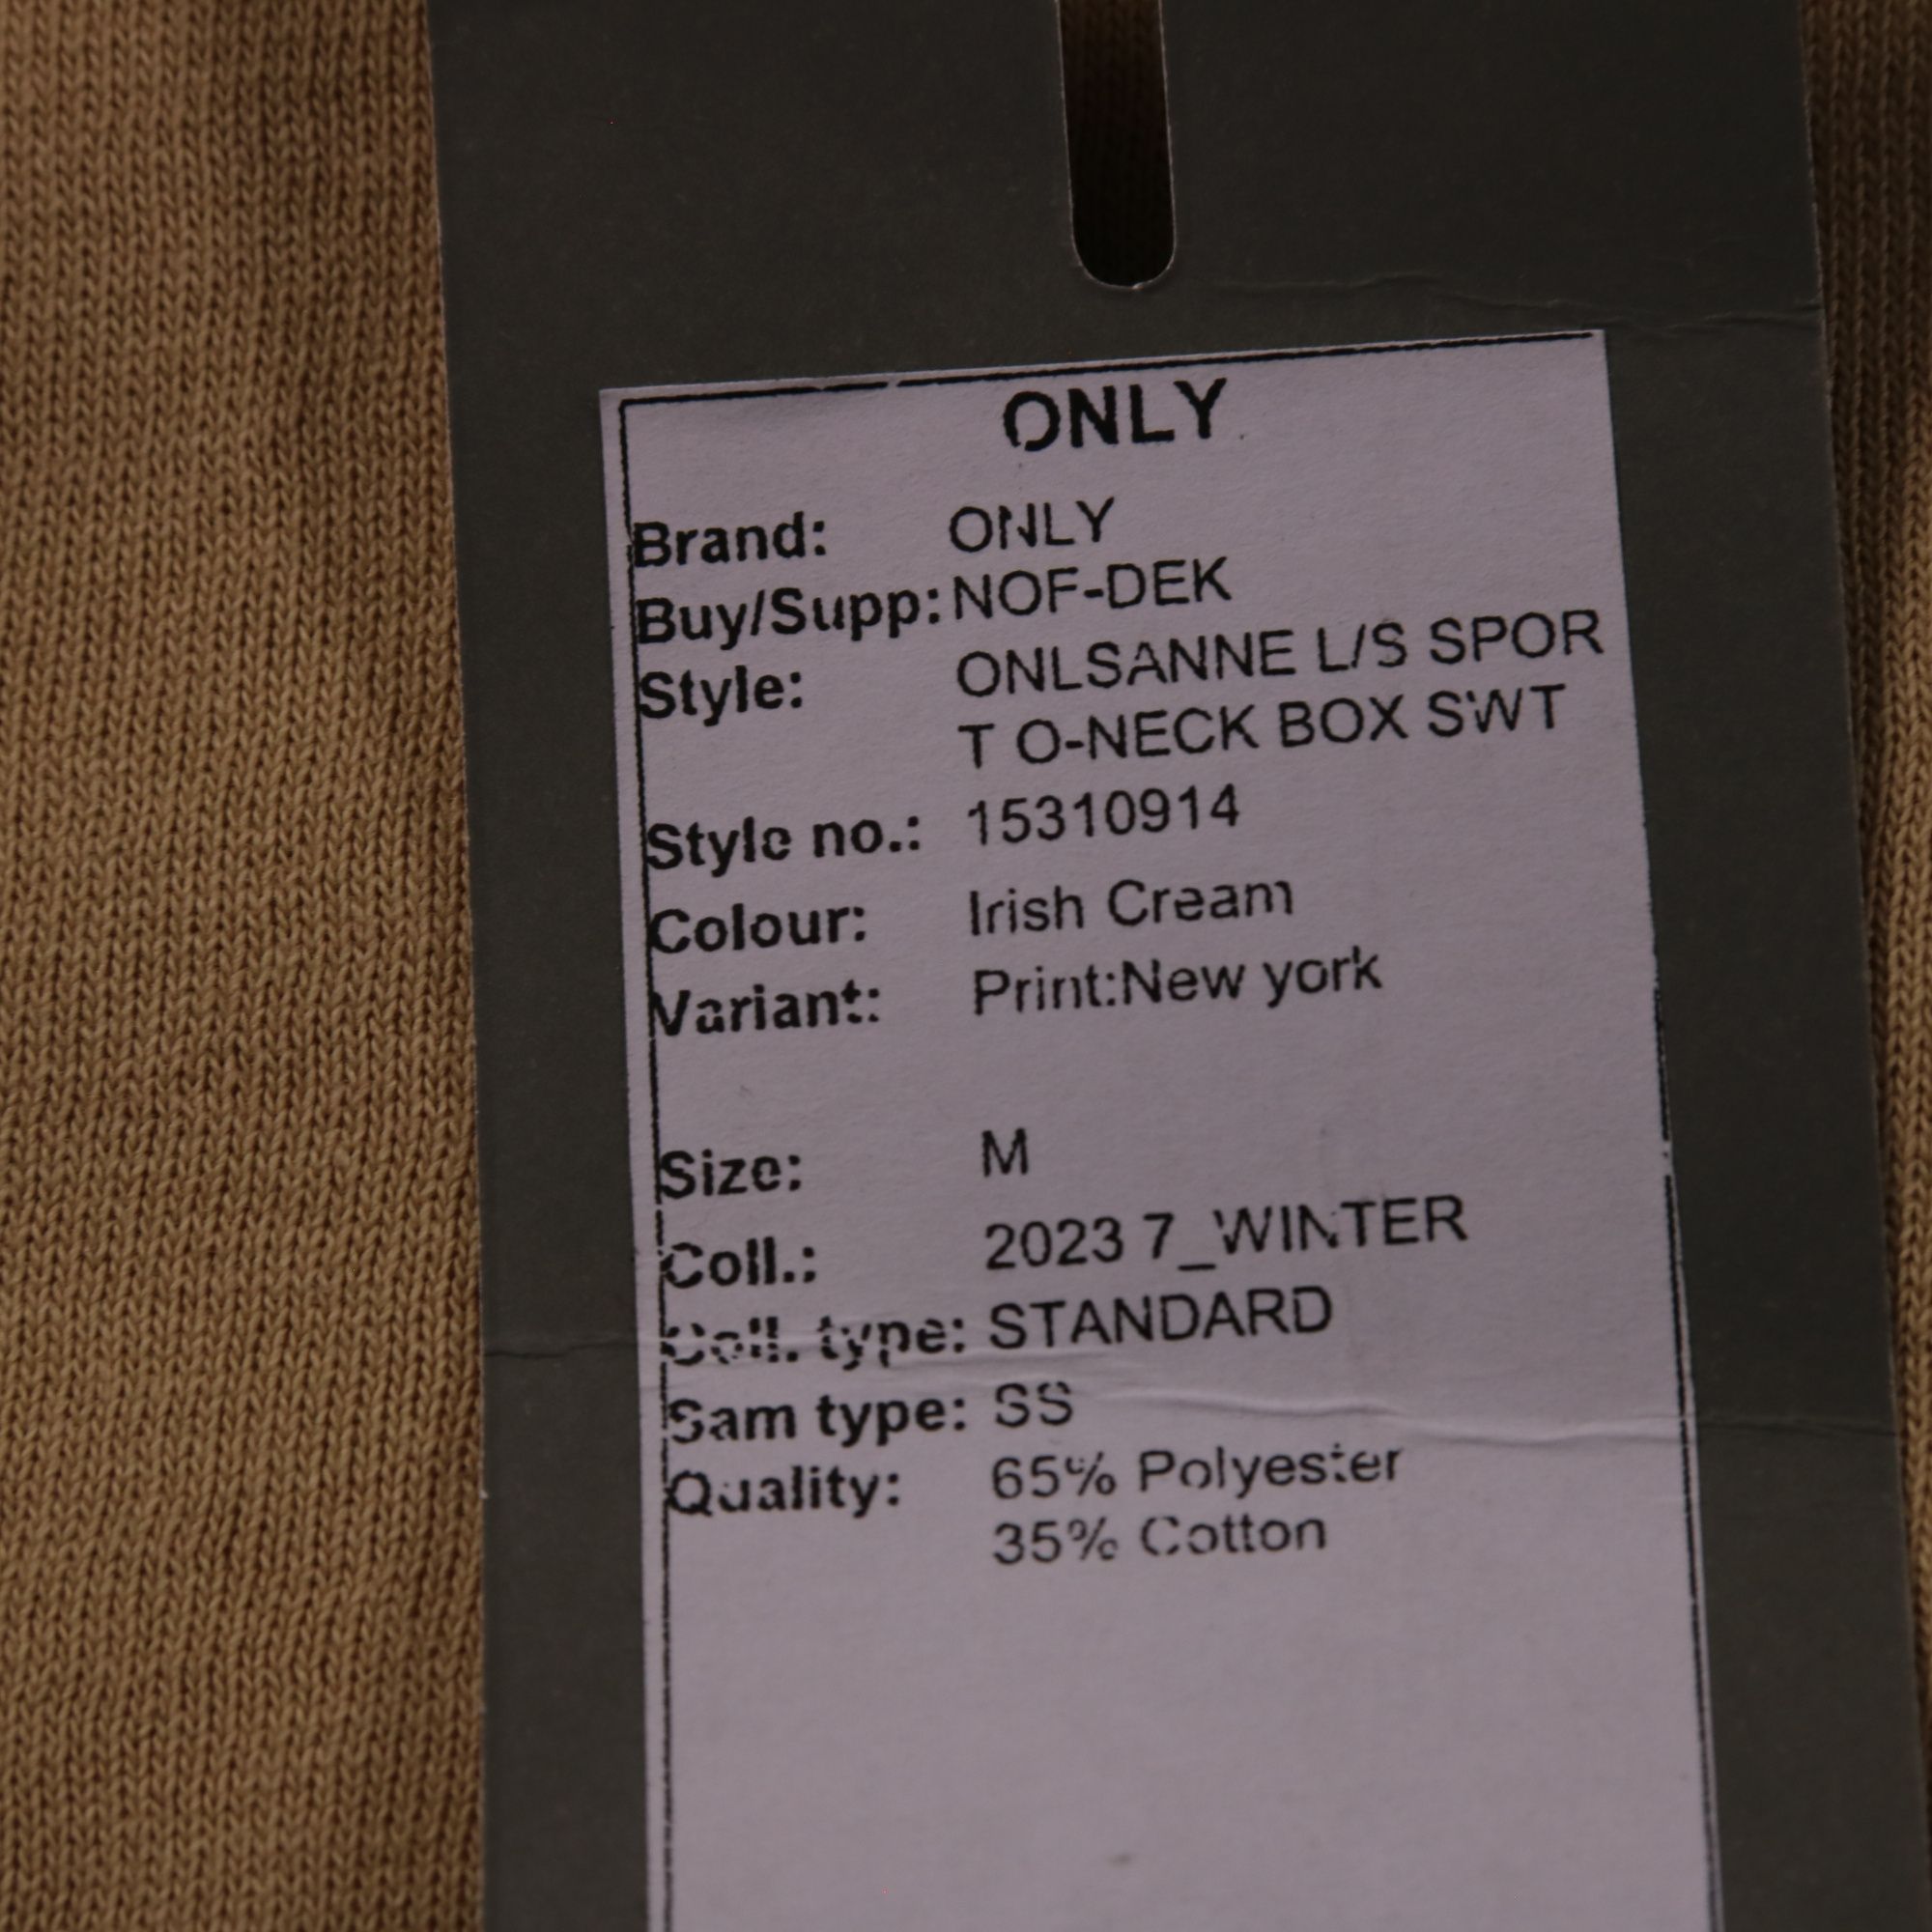 ONLY
Brand: ONLY
Buy/Supp: NOF-DEK
Style: ONLSANNE L/S SPOR
T O-NECK BOX SWT
Style no.: 15310914
Colour: Irish Cream
Variant: Print:New york
Size: M
Coll.: 2023 7_WINTER
Coll. type: STANDARD
Sam type: SS
Quality: 65% Polyester
35% Cotton